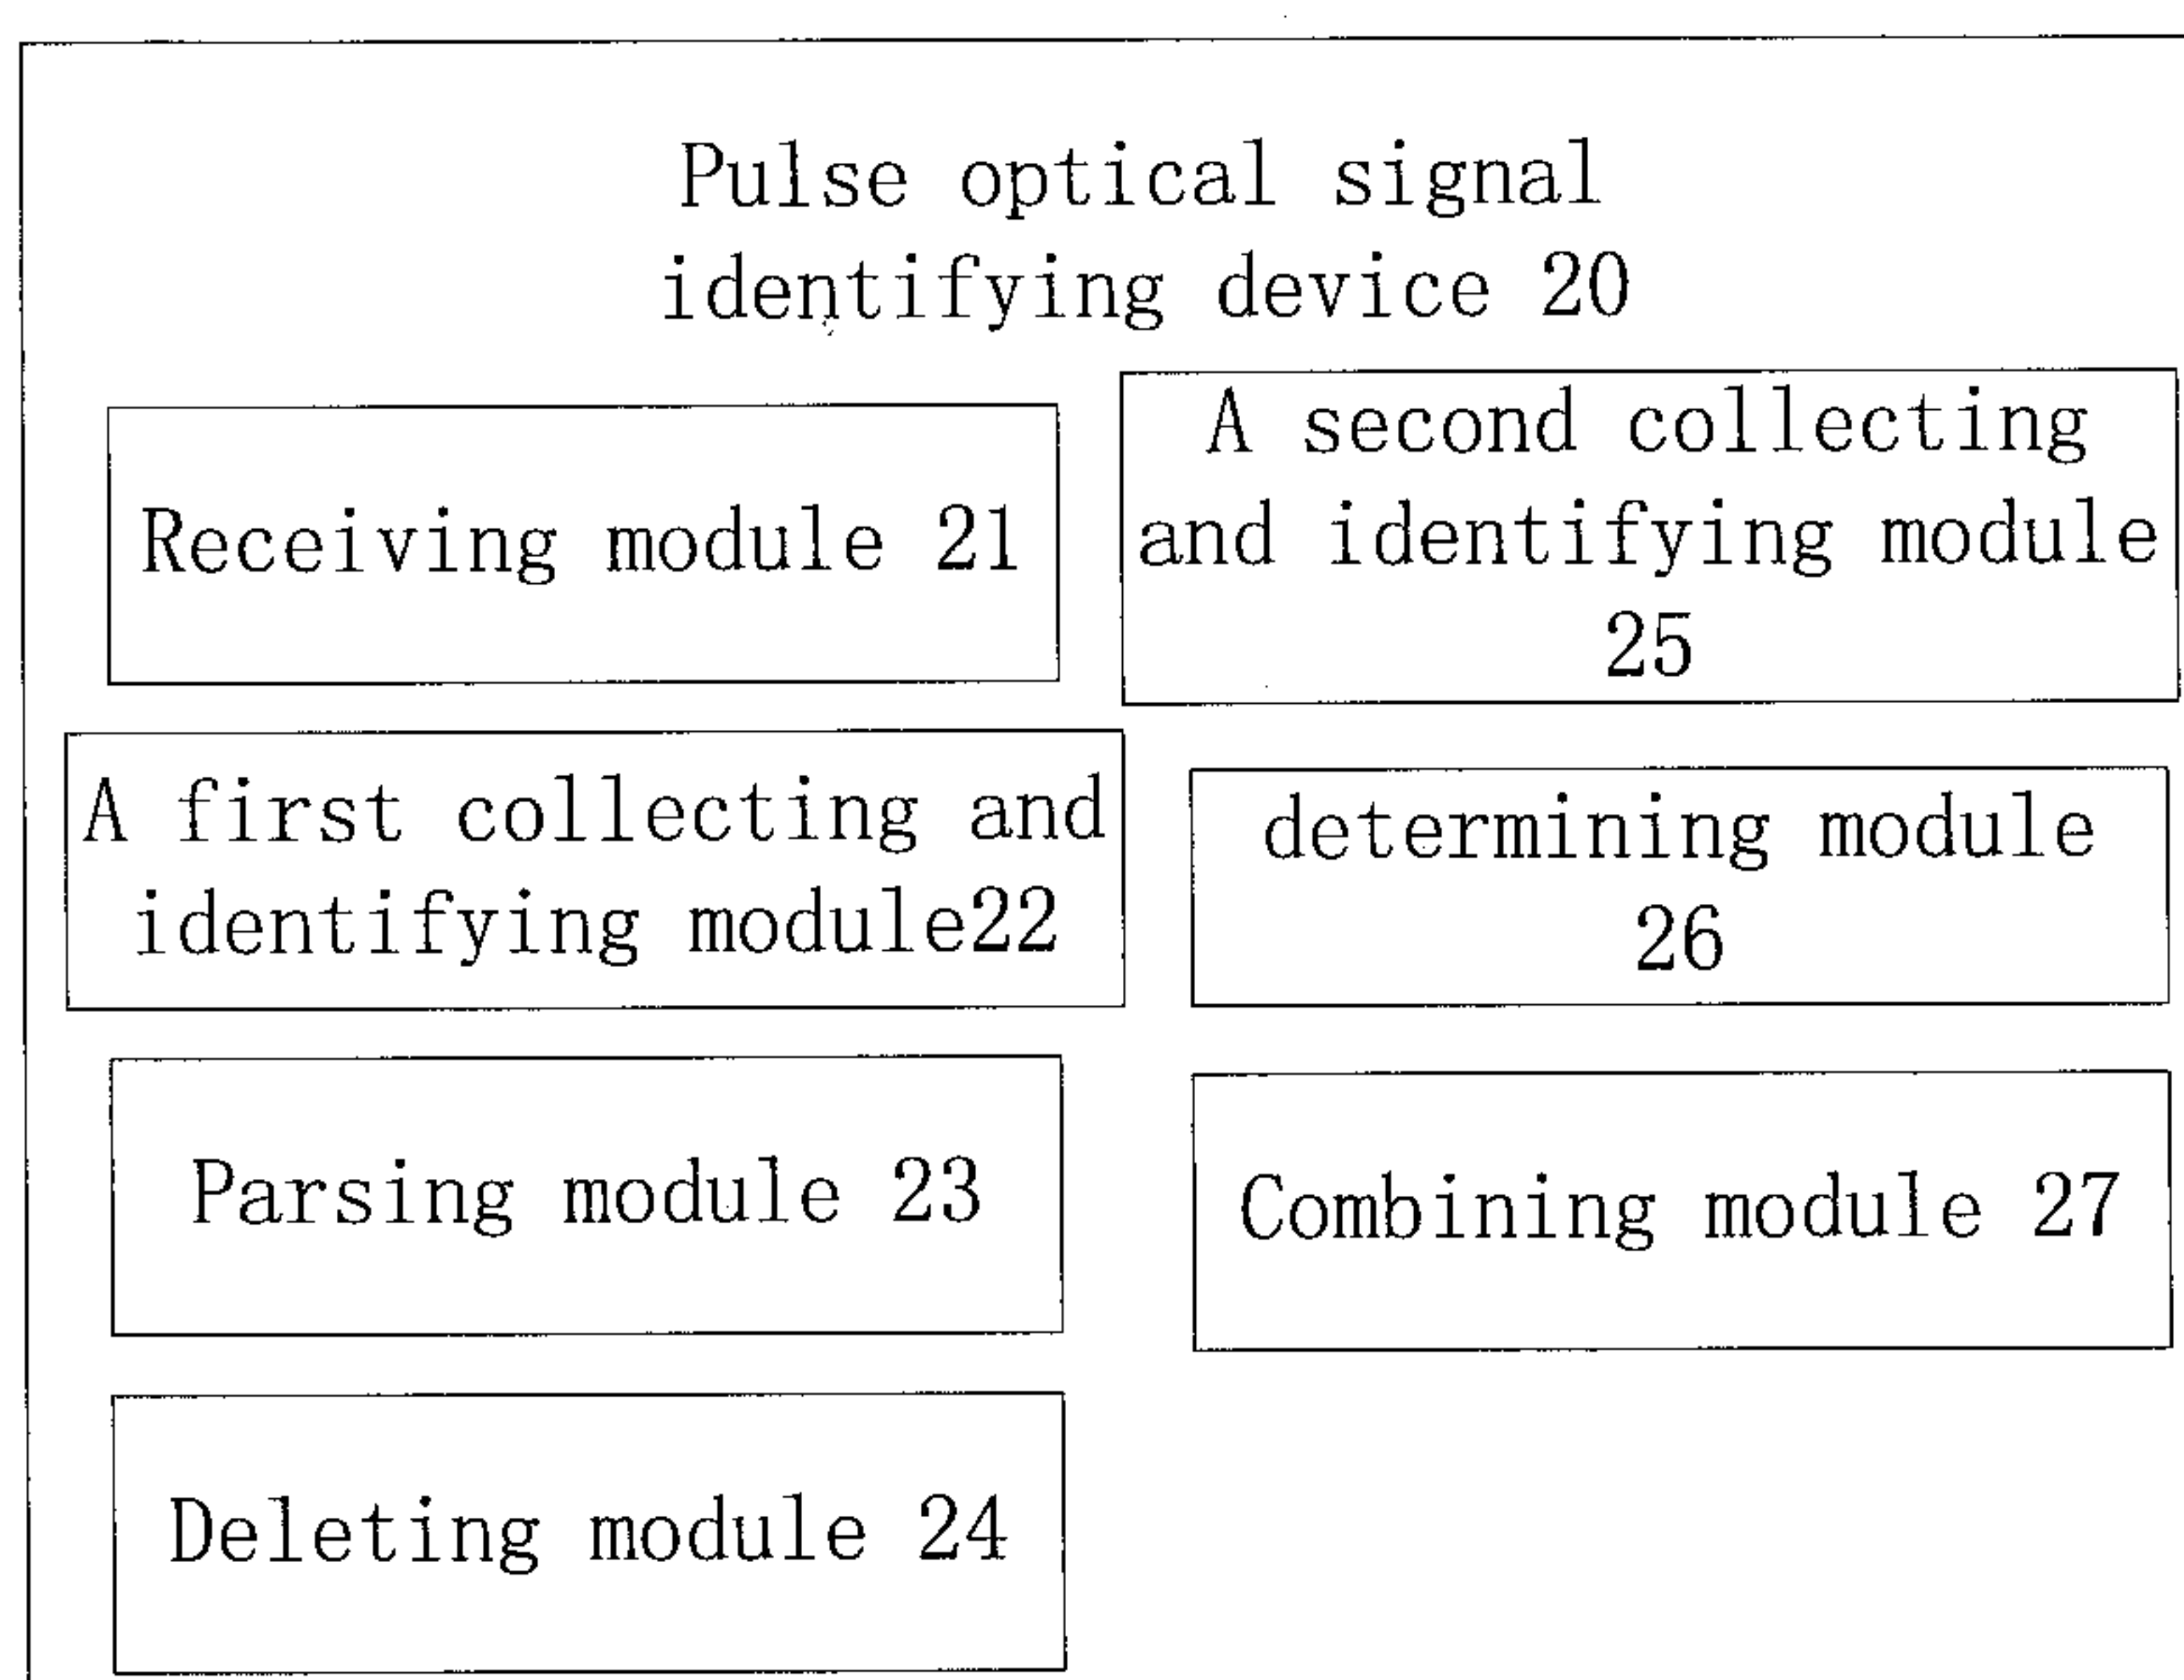 Pulse optical signal
identifying device 20
Receiving module 21
A first collecting and
identifying module22
Parsing module 23
Deleting module 24
A second collecting
and identifying module
25
determining module
26
Combining module 27